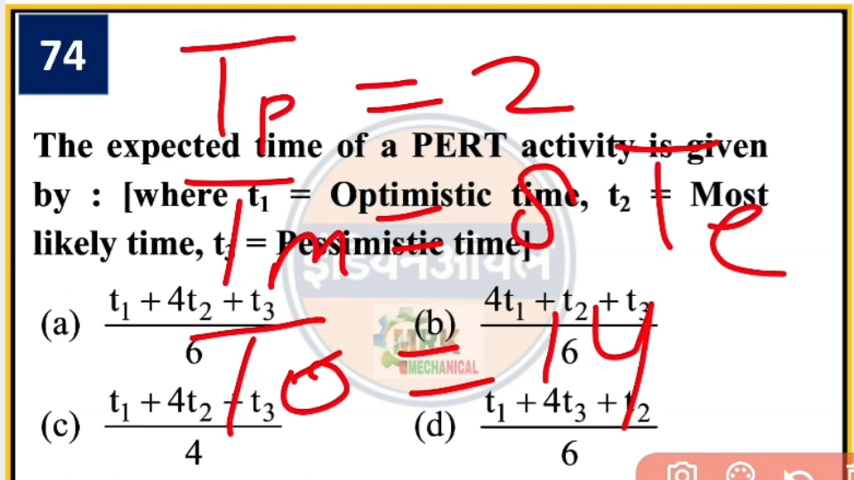 74
Tp = 2
The expected time of a PERT activity is given
by : [where t₁ = Optimistic time, t₂ = Most
likely time, t₃ = Pessimistic time]
Tm = 8
Te
इंडियनऑयल
(a) (t₁ + 4t₂ + t₃)/6
(b) (4t₁ + t₂ + t₃)/6
To = 14
MRK
MECHANICAL
(c) (t₁ + 4t₂ + t₃)/4
(d) (t₁ + 4t₃ + t₂)/6